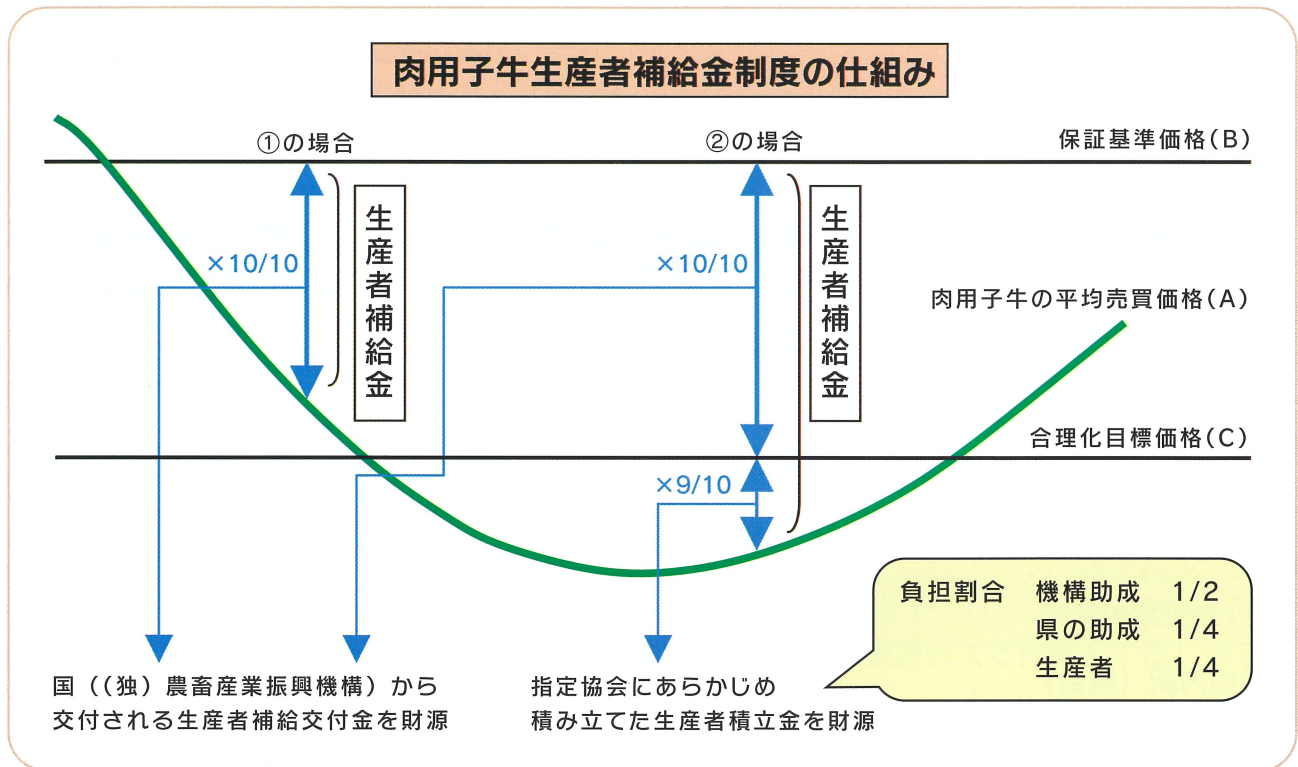 肉用子牛生産者補給金制度の仕組み
①の場合
②の場合
保証基準価格(B)
生産者補給金
生産者補給金
×10/10
×10/10
肉用子牛の平均売買価格(A)
合理化目標価格(C)
×9/10
負担割合 機構助成 1/2
県の助成 1/4
生産者 1/4
国((独)農畜産業振興機構)から
交付される生産者補給交付金を財源
指定協会にあらかじめ
積み立てた生産者積立金を財源